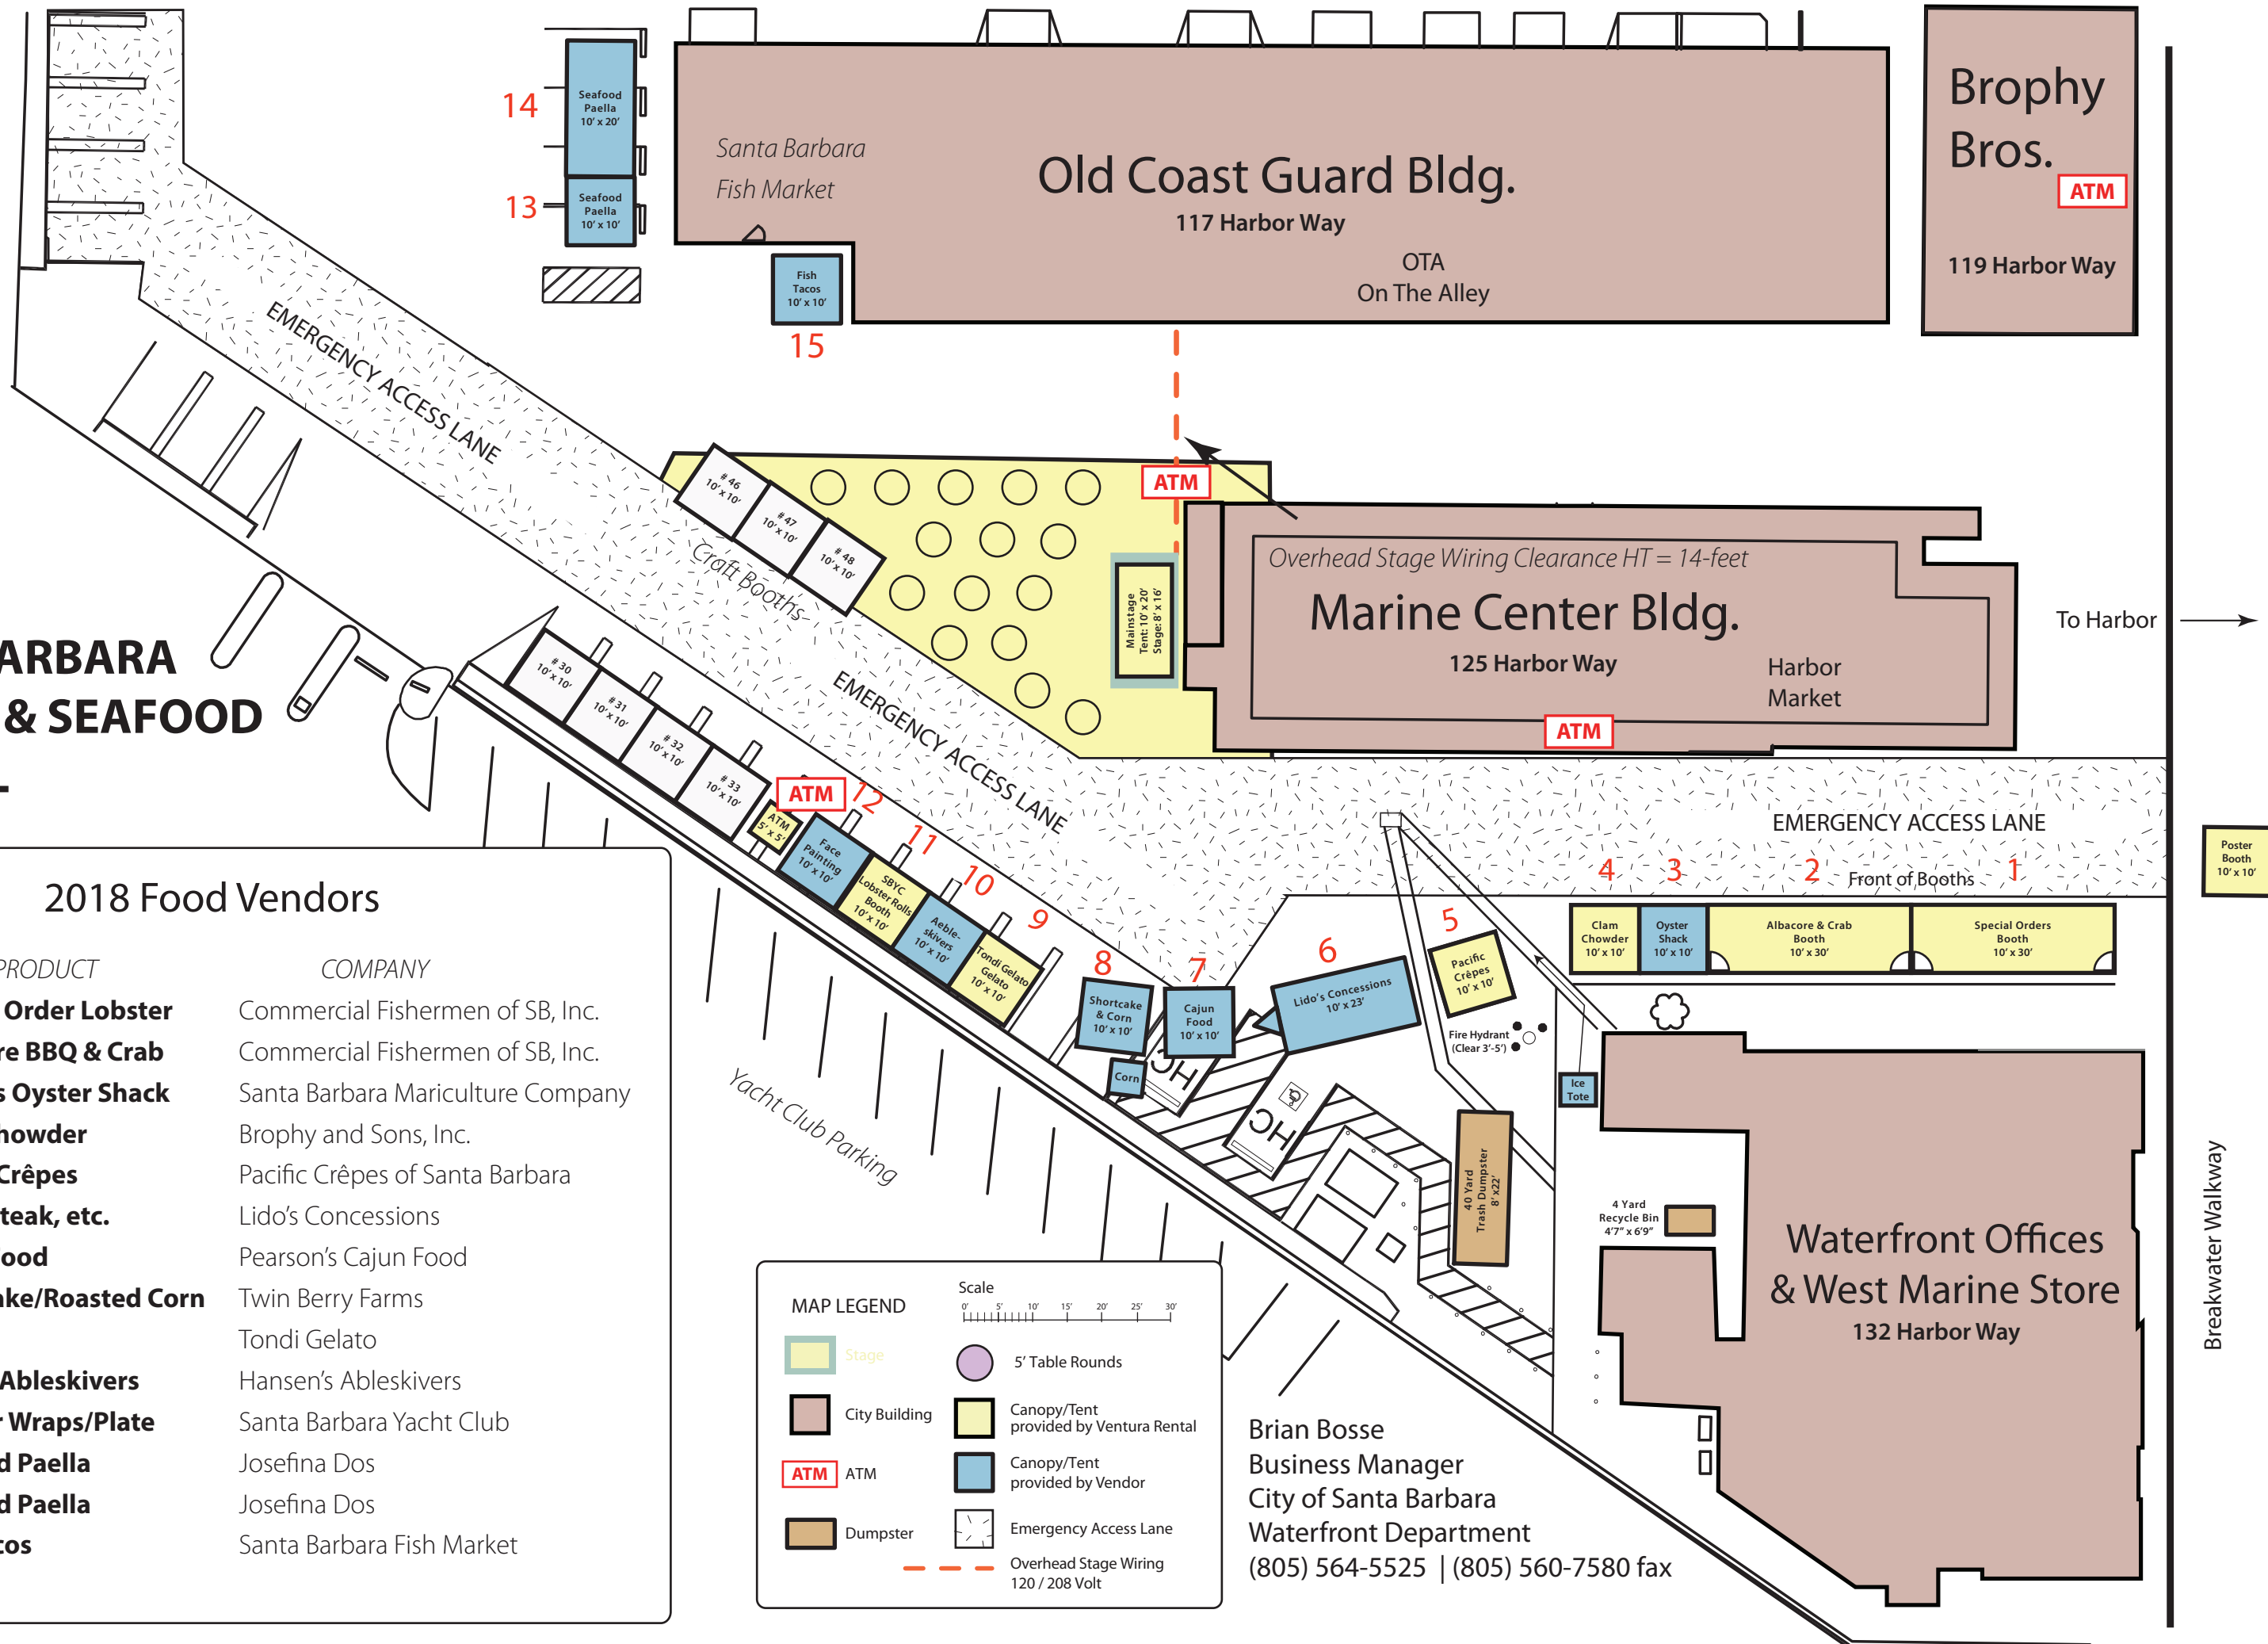 14
Seafood
Paella
10' x 20'
13
Seafood
Paella
10' x 10'
Santa Barbara
Fish Market
Old Coast Guard Bldg.
117 Harbor Way
OTA
On The Alley
Brophy
Bros.
ATM
119 Harbor Way
Fish
Tacos
10' x 10'
15
EMERGENCY ACCESS LANE
ATM
# 46
10' x 10'
# 47
10' x 10'
# 48
10' x 10'
Craft Booths
Mainstage
Tent: 10' x 20'
Stage: 8' x 16'
Overhead Stage Wiring Clearance HT = 14-feet
Marine Center Bldg.
125 Harbor Way
Harbor
Market
ATM
To Harbor
ARBARA
& SEAFOOD
# 30
10' x 10'
# 31
10' x 10'
# 32
10' x 10'
# 33
10' x 10'
EMERGENCY ACCESS LANE
ATM
ATM
5' x 5'
12
11
10
9
Face
Painting
10' x 10'
SBYC
Lobster Rolls
Booth
10' x 10'
Aeble-
skivers
10' x 10'
Tondi Gelato
Gelato
10' x 10'
EMERGENCY ACCESS LANE
4
3
2
Front of Booths
1
Poster
Booth
10' x 10'
Clam
Chowder
10' x 10'
Oyster
Shack
10' x 10'
Albacore & Crab
Booth
10' x 30'
Special Orders
Booth
10' x 30'
8
Shortcake
& Corn
10' x 10'
Corn
7
Cajun
Food
10' x 10'
6
Lido's Concessions
10' x 23'
5
Pacific
Crêpes
10' x 10'
Fire Hydrant
(Clear 3'-5')
HC
HC
Ice
Tote
40 Yard
Trash Dumpster
8' x22'
4 Yard
Recycle Bin
4'7" x 6'9"
Waterfront Offices
& West Marine Store
132 Harbor Way
Breakwater Walkway
Yacht Club Parking
2018 Food Vendors
PRODUCT COMPANY
Order Lobster Commercial Fishermen of SB, Inc.
re BBQ & Crab Commercial Fishermen of SB, Inc.
s Oyster Shack Santa Barbara Mariculture Company
howder Brophy and Sons, Inc.
Crêpes Pacific Crêpes of Santa Barbara
teak, etc. Lido's Concessions
ood Pearson's Cajun Food
ake/Roasted Corn Twin Berry Farms
Tondi Gelato
Ableskivers Hansen's Ableskivers
r Wraps/Plate Santa Barbara Yacht Club
d Paella Josefina Dos
d Paella Josefina Dos
cos Santa Barbara Fish Market
MAP LEGEND
Scale
0' 5' 10' 15' 20' 25' 30'
Stage
5' Table Rounds
City Building
Canopy/Tent
provided by Ventura Rental
ATM ATM
Canopy/Tent
provided by Vendor
Dumpster
Emergency Access Lane
Overhead Stage Wiring
120 / 208 Volt
Brian Bosse
Business Manager
City of Santa Barbara
Waterfront Department
(805) 564-5525 | (805) 560-7580 fax